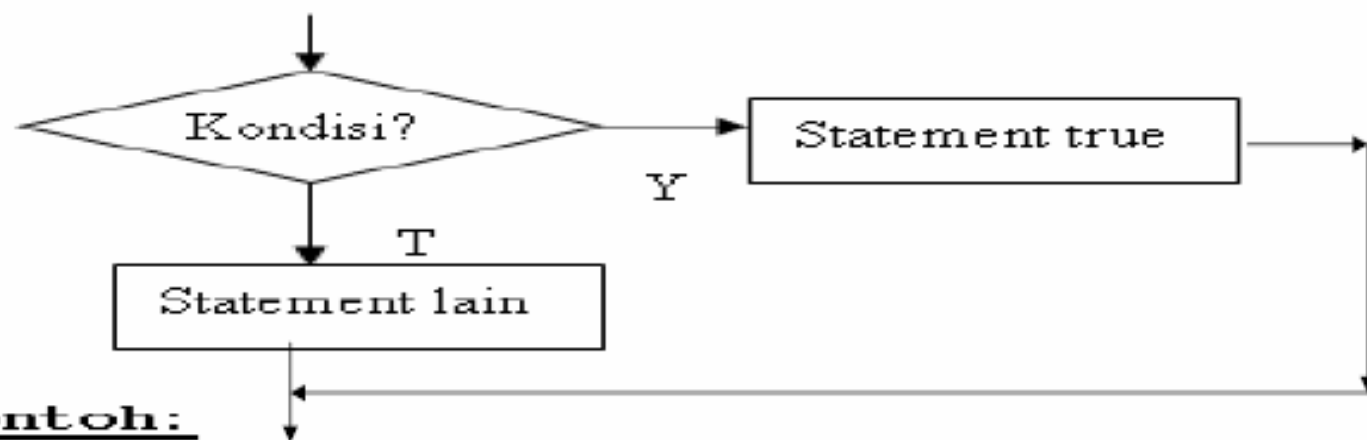 Kondisi?
Statement true
Y
T
Statement lain
ntoh: